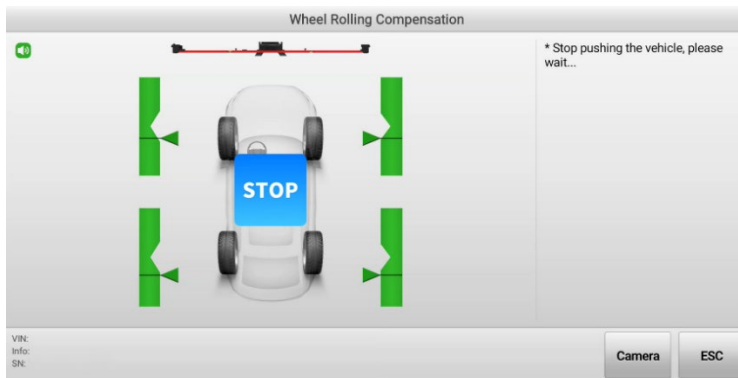 Wheel Rolling Compensation
* Stop pushing the vehicle, please
wait...
STOP
VIN:
Info:
SN:
Camera
ESC